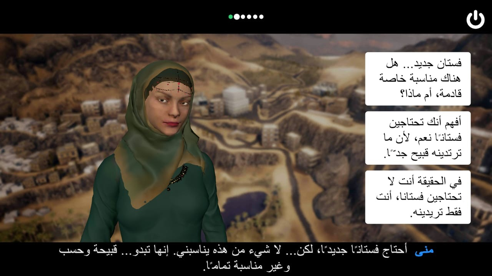 فستان جديد... هل
هناك مناسبة خاصة
قادمة، أم ماذا؟
أفهم أنك تحتاجين
فستانًا نعم، لأن ما
ترتدينه قبيح جدًا.
في الحقيقة أنت لا
تحتاجين فستانا، أنت
فقط تريدينه.
منى أحتاج فستانًا جديدًا، لكن... لا شيء من هذه يناسبني. إنها تبدو... قبيحة وحسب
وغير مناسبة تمامًا.